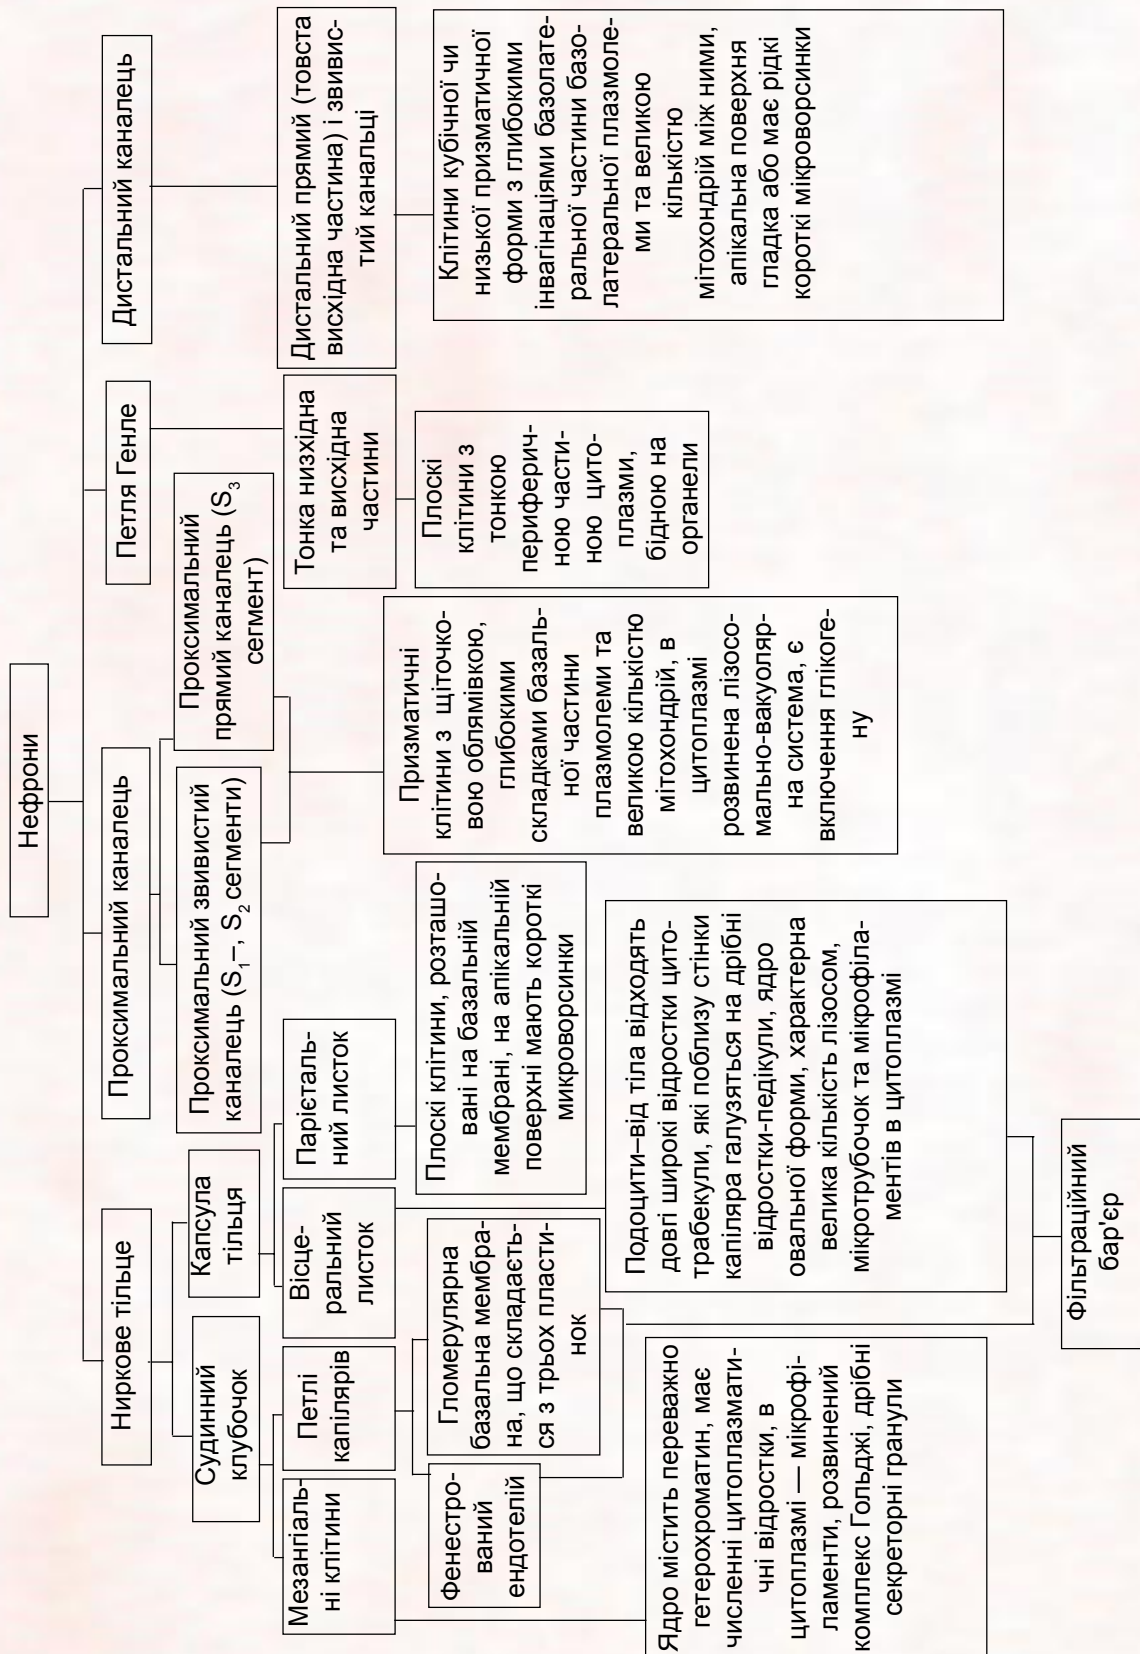 Нефрони
Ниркове тільце
Проксимальний каналець
Петля Генле
Дистальний каналець
Судинний
клубочок
Капсула
тільця
Проксимальний звивистий
каналець (S₁–, S₂ сегменти)
Проксимальний
прямий каналець (S₃
сегмент)
Мезангіаль-
ні клітини
Петлі
капілярів
Вісце-
ральний
листок
Парієталь-
ний листок
Тонка низхідна
та висхідна
частини
Дистальний прямий (товста
висхідна частина) і звивис-
тий канальці
Фенестро-
ваний
ендотелій
Гломерулярна
базальна мембра-
на, що складаєть-
ся з трьох пласти-
нок
Плоскі клітини, розташо-
вані на базальній
мембрані, на апікальній
поверхні мають короткі
микроворсинки
Призматичні
клітини з щіточко-
вою облямівкою,
глибокими
складками базаль-
ної частини
плазмолеми та
великою кількістю
мітохондрій, в
цитоплазмі
розвинена лізосо-
мально-вакуоляр-
на система, є
включення глікоге-
ну
Плоскі
клітини з
тонкою
периферич-
ною части-
ною цито-
плазми,
бідною на
органели
Клітини кубічної чи
низької призматичної
форми з глибокими
інвагінаціями базолате-
ральної частини базо-
латеральної плазмоле-
ми та великою
кількістю
мітохондрій між ними,
апікальна поверхня
гладка або має рідкі
короткі мікроворсинки
Ядро містить переважно
гетерохроматин, має
численні цитоплазмати-
чні відростки, в
цитоплазмі — мікрофі-
ламенти, розвинений
комплекс Гольджі, дрібні
секреторні гранули
Подоцити–від тіла відходять
довгі широкі відростки цито-
трабекули, які поблизу стінки
капіляра галузяться на дрібні
відростки-педікули, ядро
овальної форми, характерна
велика кількість лізосом,
мікротрубочок та мікрофіла-
ментів в цитоплазмі
Фільтраційний
бар'єр